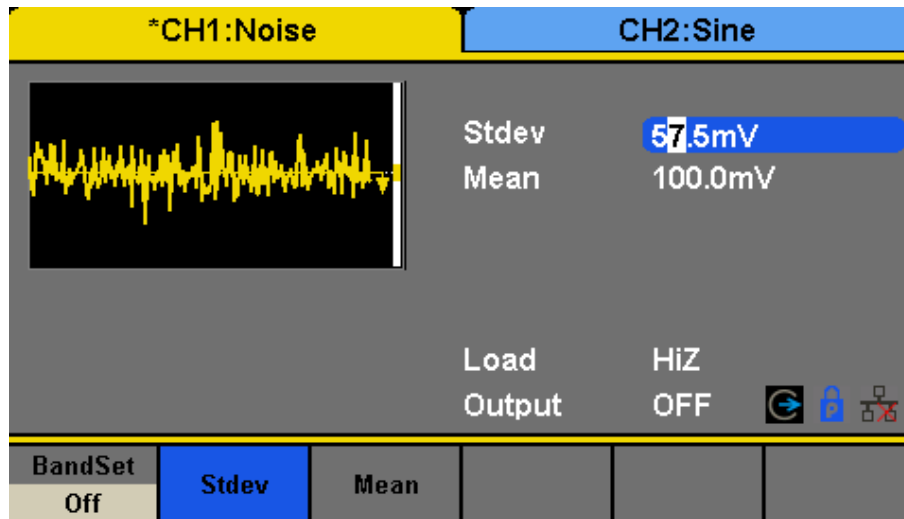 *CH1:Noise CH2:Sine
Stdev 57.5mV
Mean 100.0mV
Load HiZ
Output OFF P
BandSet Stdev Mean
Off